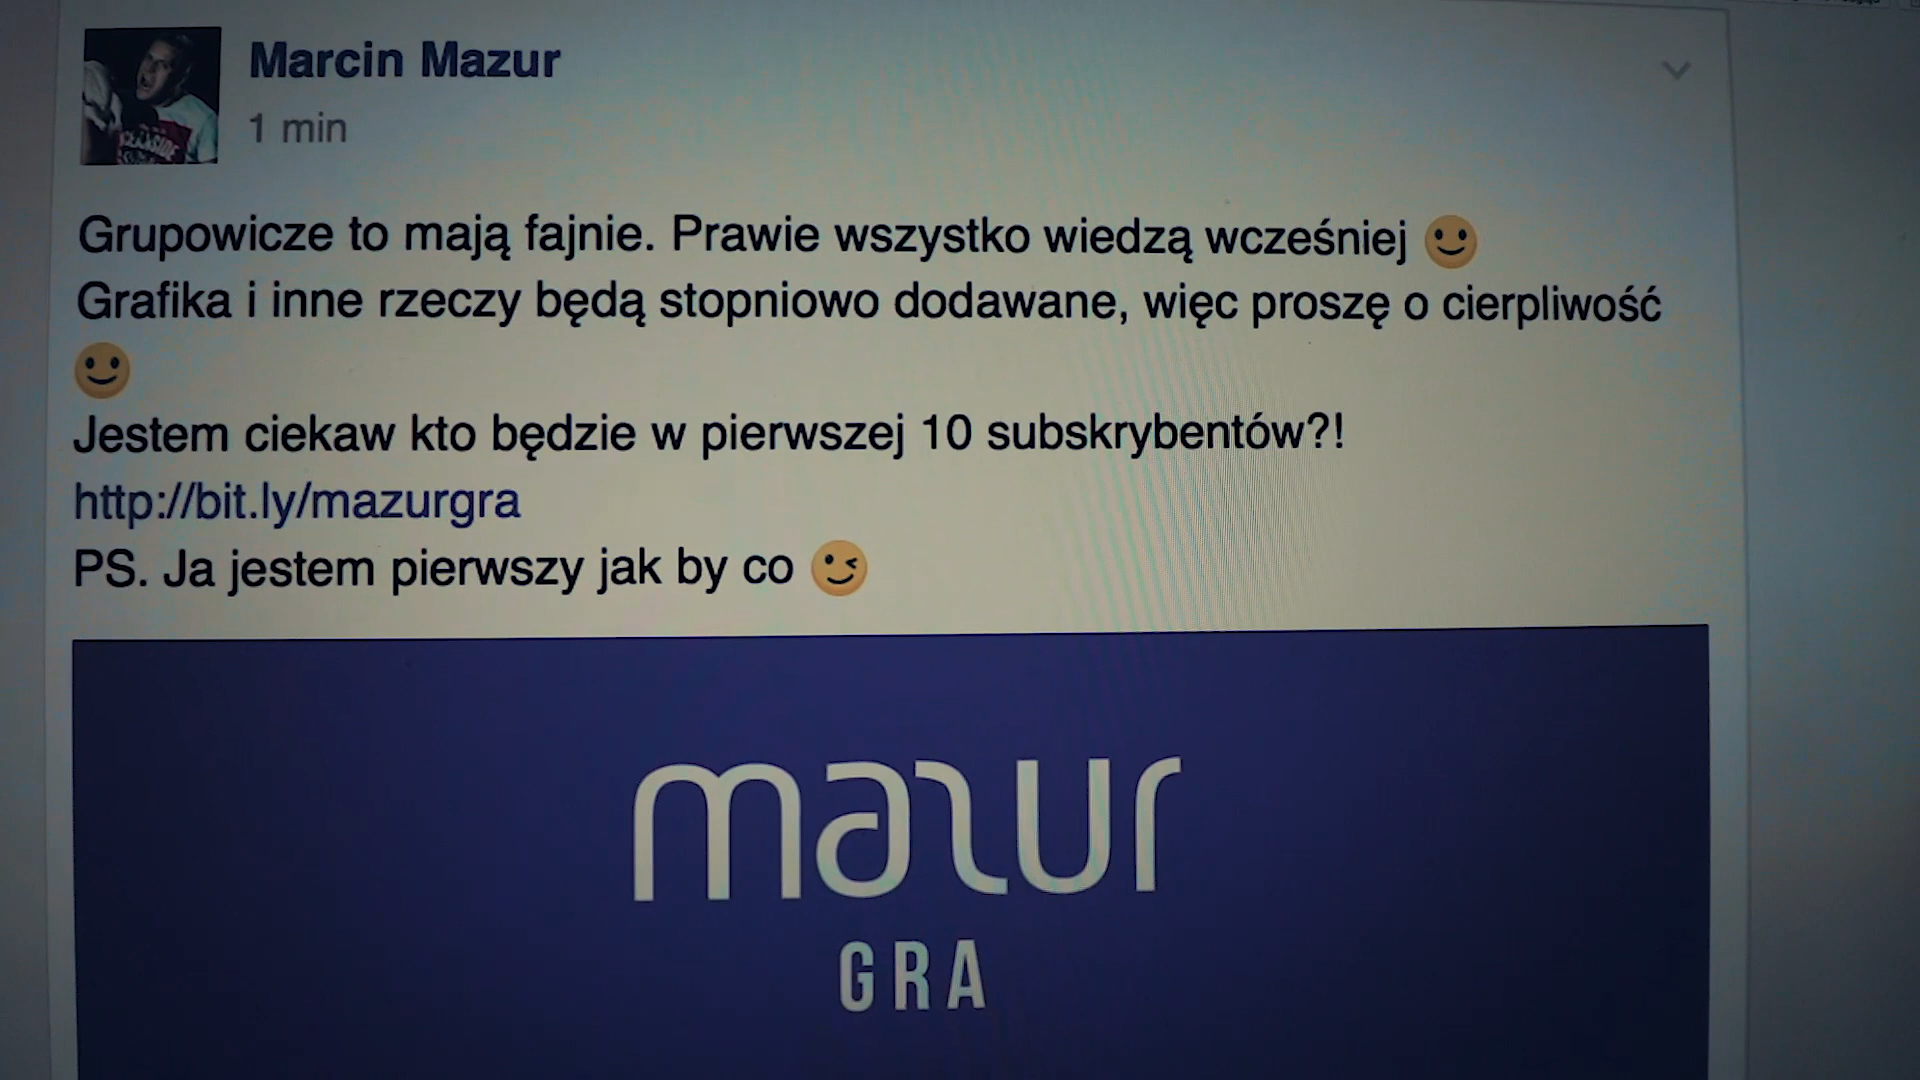 Marcin Mazur
1 min
Grupowicze to mają fajnie. Prawie wszystko wiedzą wcześniej 🙂
Grafika i inne rzeczy będą stopniowo dodawane, więc proszę o cierpliwość
🙂
Jestem ciekaw kto będzie w pierwszej 10 subskrybentów?!
http://bit.ly/mazurgra
PS. Ja jestem pierwszy jak by co 😉
mazur
GRA